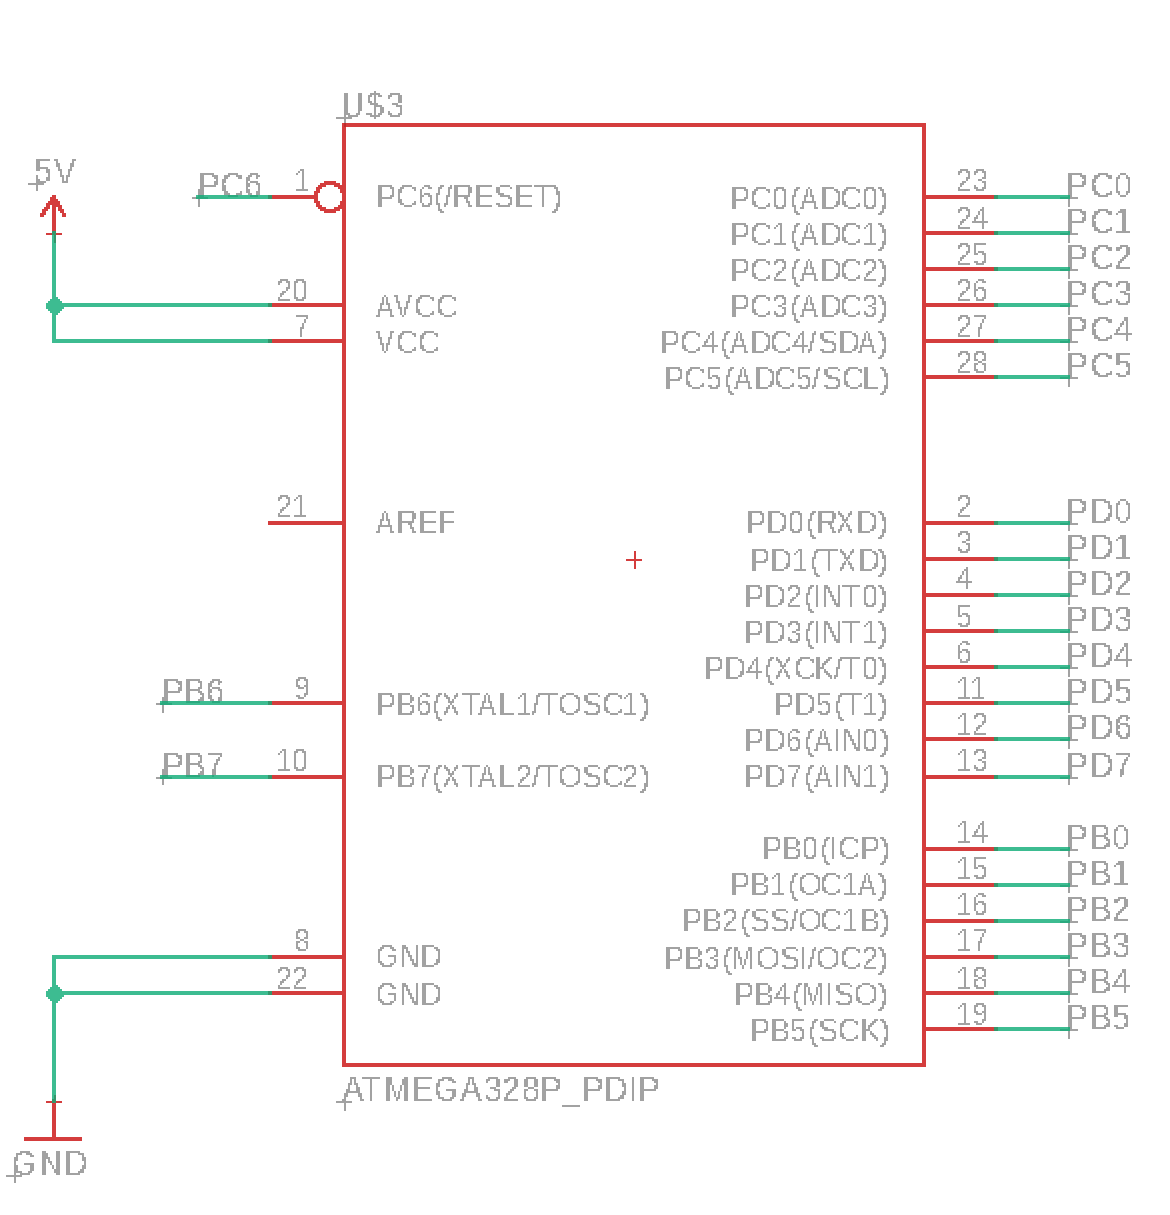 U$3
5V
PC6 1 PC6(/RESET) PC0(ADC0) 23 PC0
PC1(ADC1) 24 PC1
PC2(ADC2) 25 PC2
20 AVCC PC3(ADC3) 26 PC3
7 VCC PC4(ADC4/SDA) 27 PC4
PC5(ADC5/SCL) 28 PC5
21 AREF PD0(RXD) 2 PD0
PD1(TXD) 3 PD1
PD2(INT0) 4 PD2
PD3(INT1) 5 PD3
PD4(XCK/T0) 6 PD4
PB6 9 PB6(XTAL1/TOSC1) PD5(T1) 11 PD5
PD6(AIN0) 12 PD6
PB7 10 PB7(XTAL2/TOSC2) PD7(AIN1) 13 PD7
PB0(ICP) 14 PB0
PB1(OC1A) 15 PB1
PB2(SS/OC1B) 16 PB2
8 GND PB3(MOSI/OC2) 17 PB3
22 GND PB4(MISO) 18 PB4
PB5(SCK) 19 PB5
ATMEGA328P_PDIP
GND